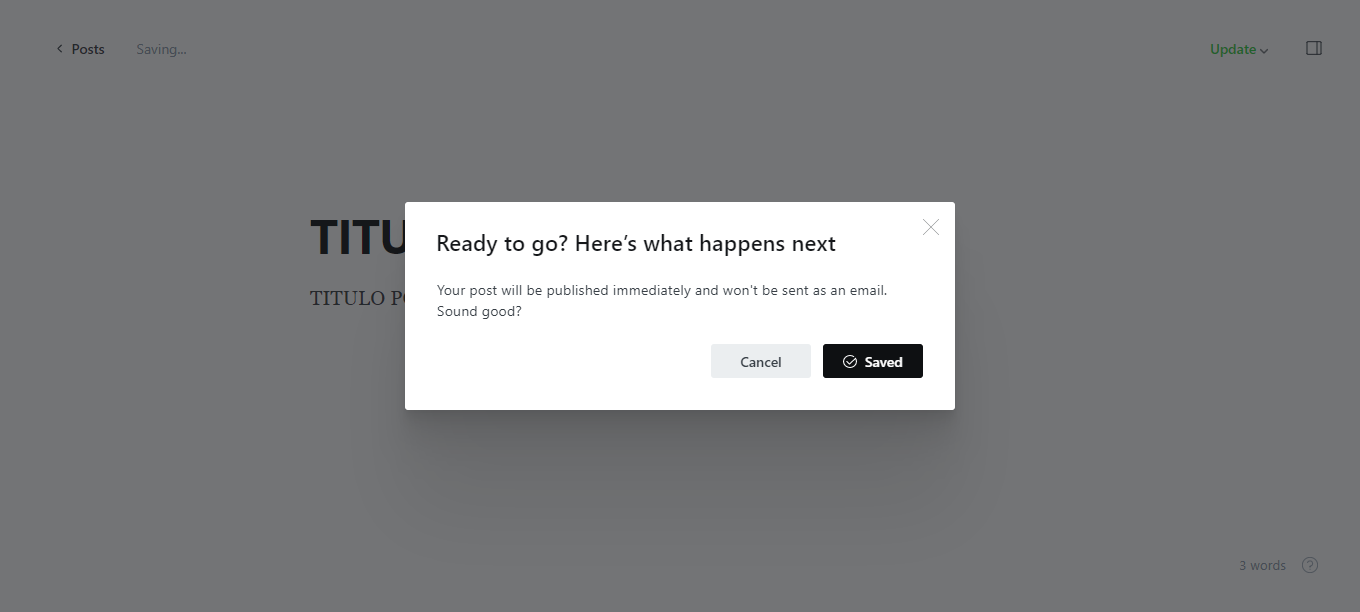 Posts
Saving...
Update
TITU
TITULO P
Ready to go? Here's what happens next
Your post will be published immediately and won't be sent as an email.
Sound good?
Cancel
Saved
3 words
?